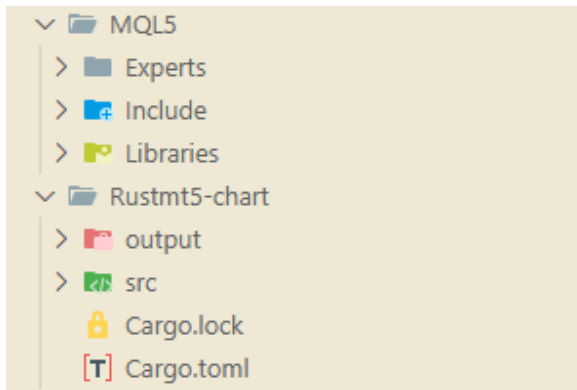 MQL5
Experts
Include
Libraries
Rustmt5-chart
output
src
Cargo.lock
Cargo.toml